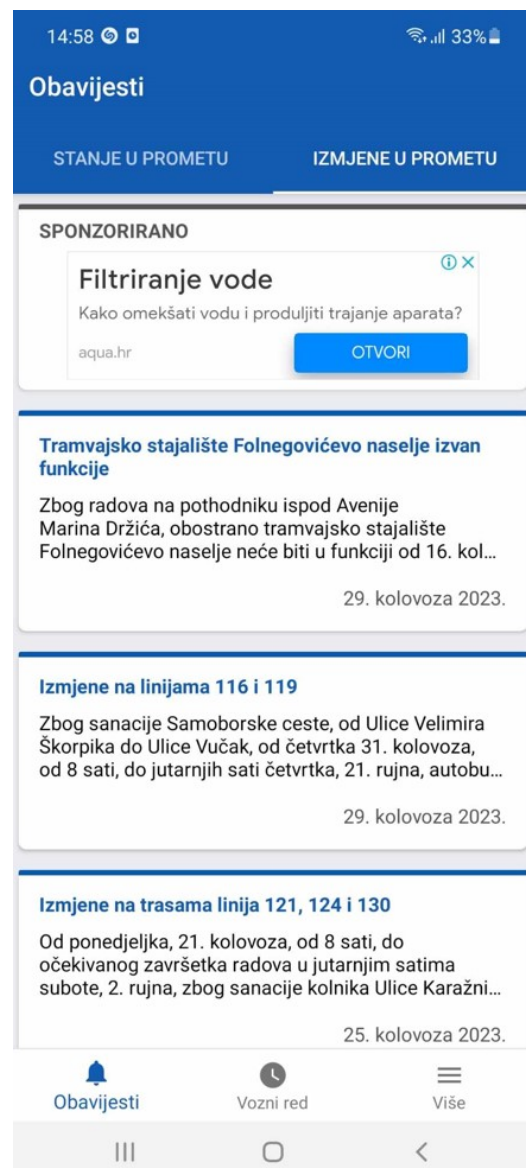 14:58 33%
Obavijesti
STANJE U PROMETU IZMJENE U PROMETU
SPONZORIRANO
Filtriranje vode
Kako omekšati vodu i produljiti trajanje aparata?
aqua.hr OTVORI
Tramvajsko stajalište Folnegovićevo naselje izvan
funkcije
Zbog radova na pothodniku ispod Avenije
Marina Držića, obostrano tramvajsko stajalište
Folnegovićevo naselje neće biti u funkciji od 16. kol...
29. kolovoza 2023.
Izmjene na linijama 116 i 119
Zbog sanacije Samoborske ceste, od Ulice Velimira
Škorpika do Ulice Vučak, od četvrtka 31. kolovoza,
od 8 sati, do jutarnjih sati četvrtka, 21. rujna, autobu...
29. kolovoza 2023.
Izmjene na trasama linija 121, 124 i 130
Od ponedjeljka, 21. kolovoza, od 8 sati, do
očekivanog završetka radova u jutarnjim satima
subote, 2. rujna, zbog sanacije kolnika Ulice Karažni...
25. kolovoza 2023.
Obavijesti Vozni red Više